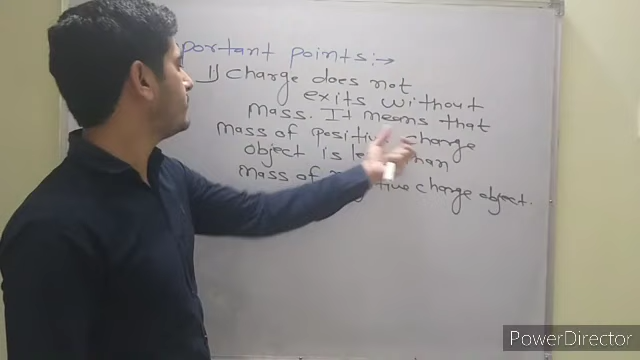 portant points:→
1) Charge does not
exits without
mass. It means that
mass of positive charge
object is less than
mass of negative charge object.
PowerDirector